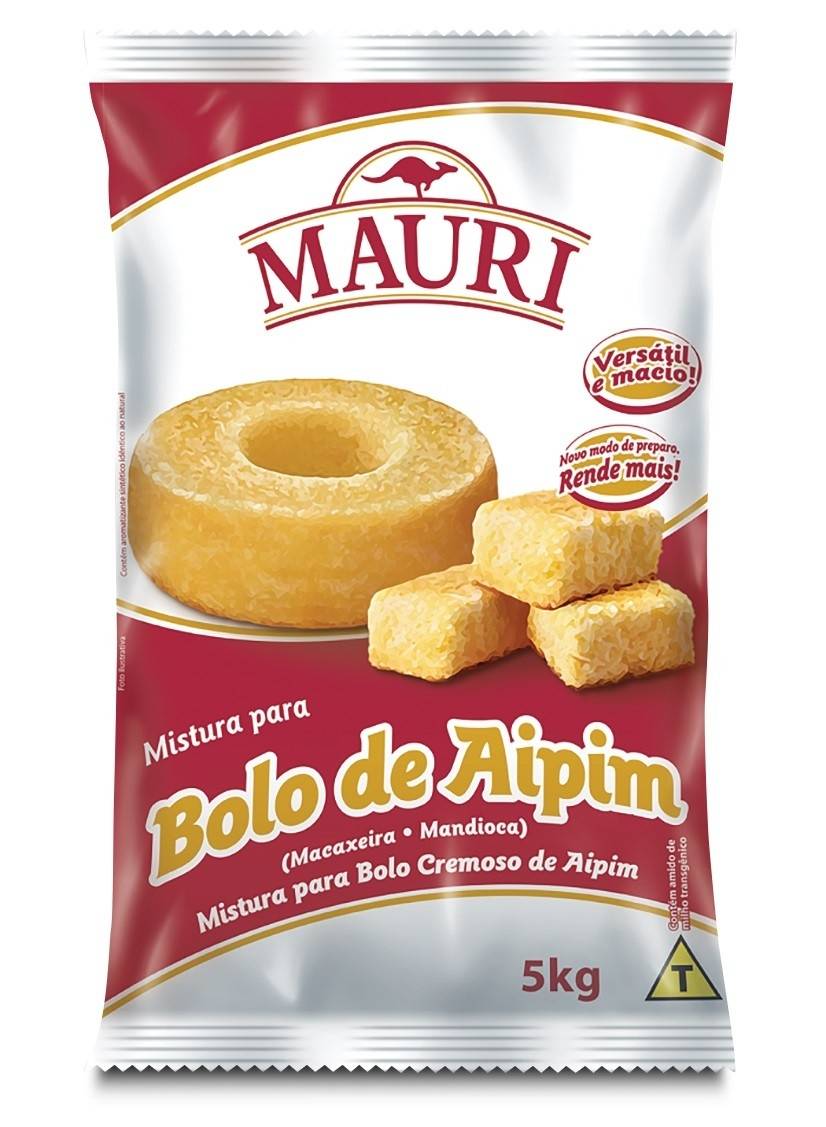 MAURI
Versátil
e macio!
Novo modo de preparo.
Rende mais!
Contém aromatizante sintético idêntico ao natural
Foto ilustrativa
Mistura para
Bolo de Aipim
(Macaxeira • Mandioca)
Mistura para Bolo Cremoso de Aipim
Contém amido de
milho transgênico
5kg
T